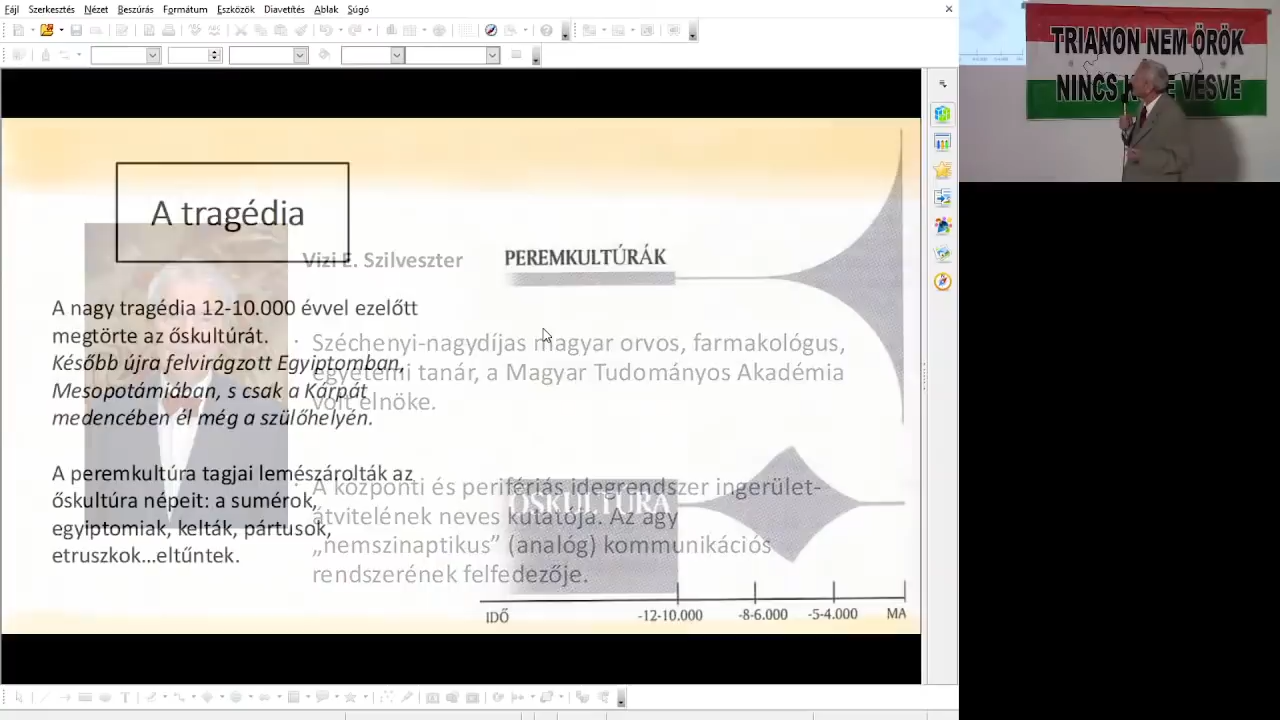 Fájl Szerkesztés Nézet Beszúrás Formátum Eszközök Diavetítés Ablak Súgó
TRIANON NEM ÖRÖK
NINCS VÉSVE
A tragédia
Vizi E. Szilveszter
PEREMKULTÚRÁK
A nagy tragédia 12-10.000 évvel ezelőtt
megtörte az őskultúrát.
Később újra felvirágzott Egyiptomban,
Mesopotámiában, s csak a Kárpát
medencében él még a szülőhelyén.
Széchenyi-nagydíjas magyar orvos, farmakológus,
egyetemi tanár, a Magyar Tudományos Akadémia
volt elnöke.
A peremkultúra tagjai lemészárolták az
őskultúra népeit: a sumérok,
egyiptomiak, kelták, pártusok,
etruszkok...eltűntek.
A központi és perifériás idegrendszer ingerület-
átvitelének neves kutatója. Az agy
„nemszinaptikus” (analóg) kommunikációs
rendszerének felfedezője.
ŐSKULTÚRA
IDŐ -12-10.000 -8-6.000 -5-4.000 MA